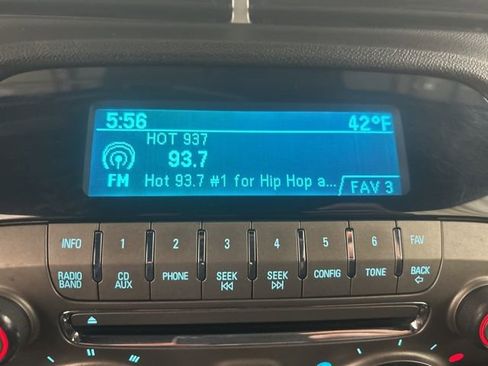 5:56 42°F
HOT 937
93.7
FM Hot 93.7 #1 for Hip Hop a... FAV 3
INFO 1 2 3 4 5 6 FAV
RADIO BAND CD AUX PHONE SEEK SEEK CONFIG TONE BACK